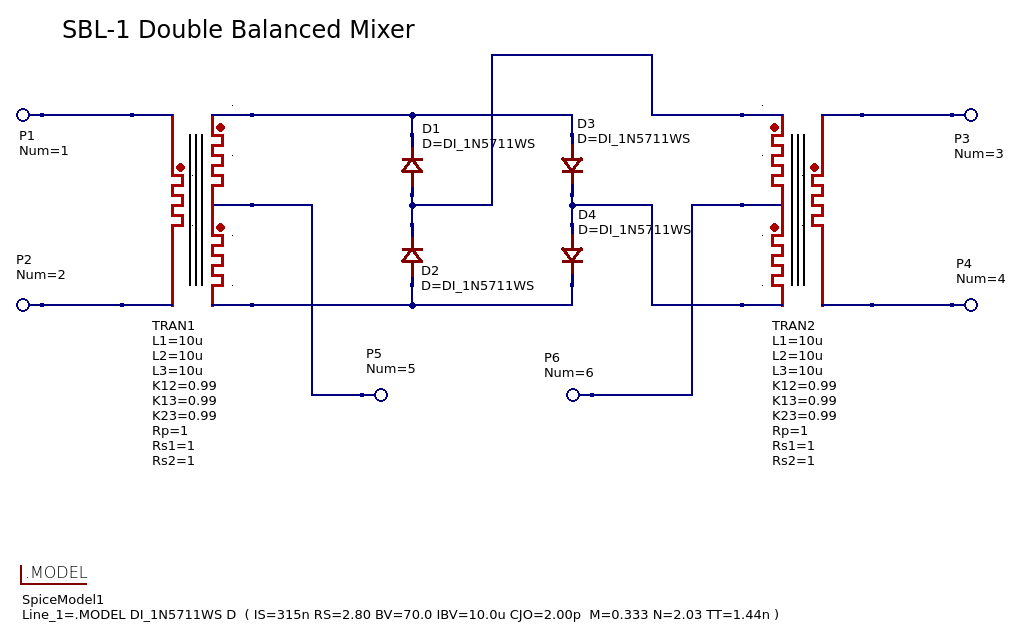 SBL-1 Double Balanced Mixer
P1
Num=1
P2
Num=2
D1
D=DI_1N5711WS
D3
D=DI_1N5711WS
D4
D=DI_1N5711WS
D2
D=DI_1N5711WS
P3
Num=3
P4
Num=4
TRAN1
L1=10u
L2=10u
L3=10u
K12=0.99
K13=0.99
K23=0.99
Rp=1
Rs1=1
Rs2=1
P5
Num=5
P6
Num=6
TRAN2
L1=10u
L2=10u
L3=10u
K12=0.99
K13=0.99
K23=0.99
Rp=1
Rs1=1
Rs2=1
.MODEL
SpiceModel1
Line_1=.MODEL DI_1N5711WS D  ( IS=315n RS=2.80 BV=70.0 IBV=10.0u CJO=2.00p  M=0.333 N=2.03 TT=1.44n )